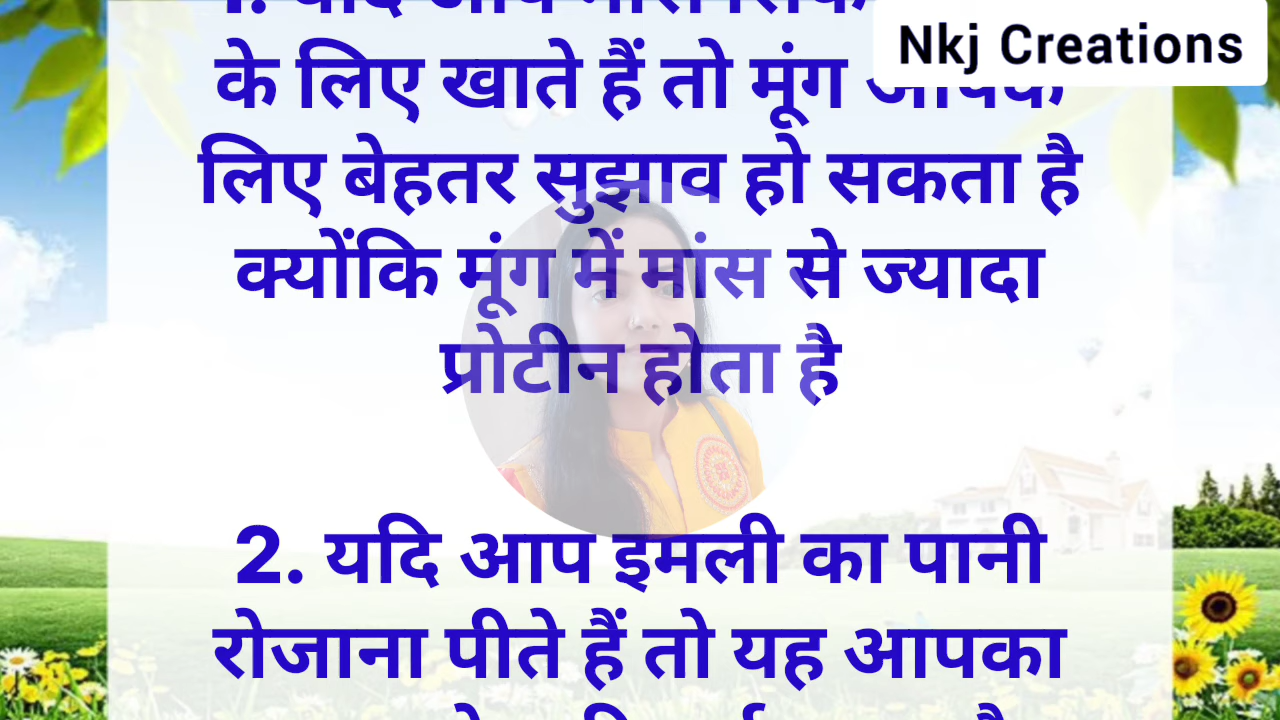 Nkj Creations
के लिए खाते हैं तो मूंग
लिए बेहतर सुझाव हो सकता है
क्योंकि मूंग में मांस से ज्यादा
प्रोटीन होता है
2. यदि आप इमली का पानी
रोजाना पीते हैं तो यह आपका